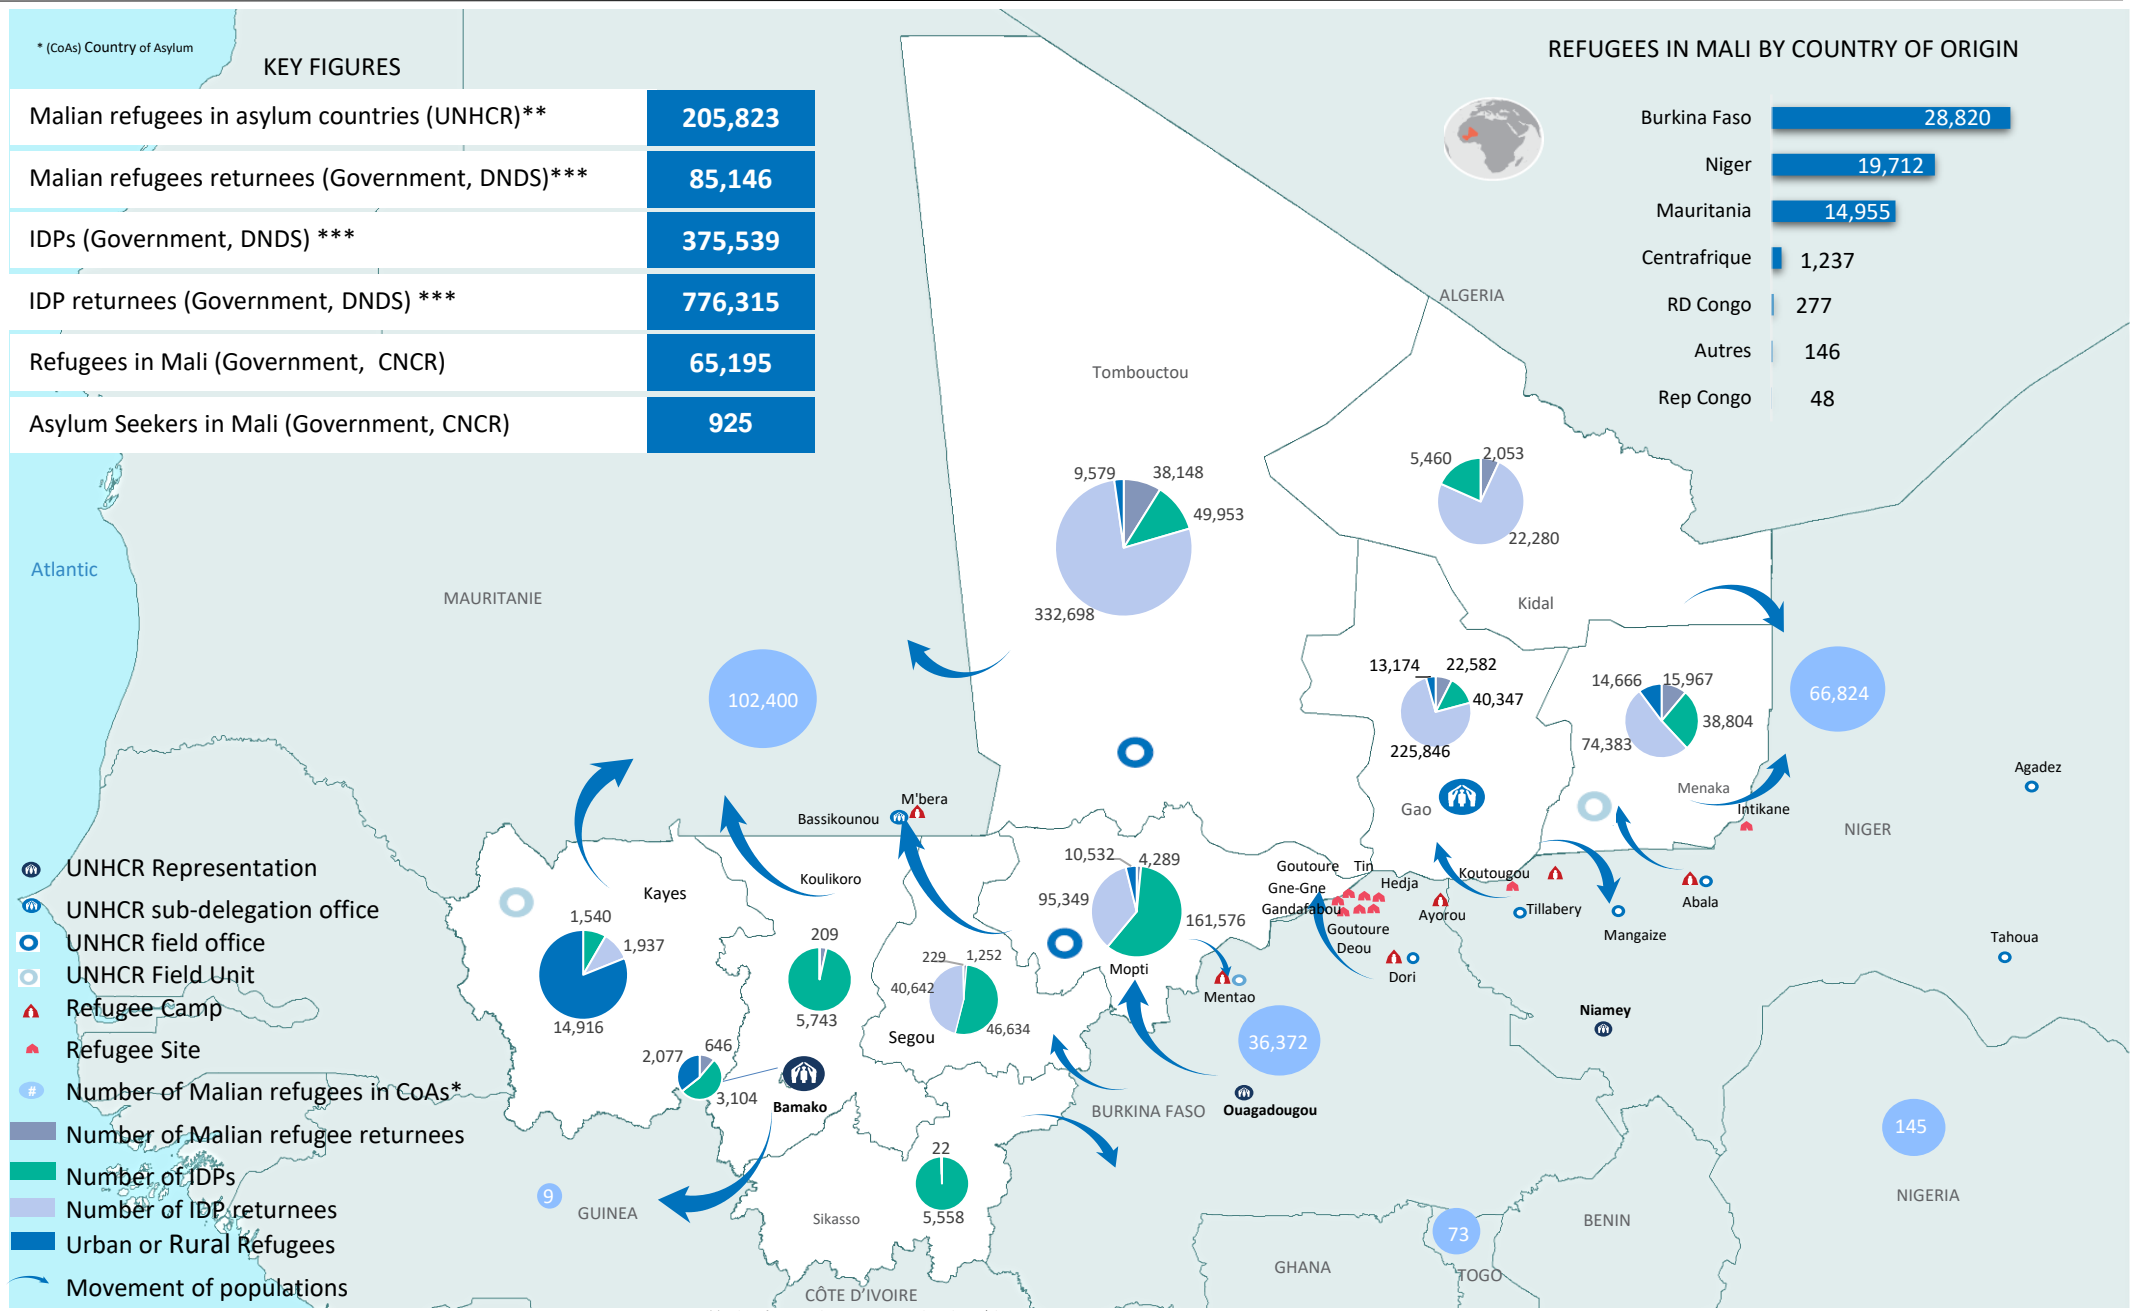 * (CoAs) Country of Asylum
KEY FIGURES
Malian refugees in asylum countries (UNHCR)** 205,823
Malian refugees returnees (Government, DNDS)*** 85,146
IDPs (Government, DNDS) *** 375,539
IDP returnees (Government, DNDS) *** 776,315
Refugees in Mali (Government, CNCR) 65,195
Asylum Seekers in Mali (Government, CNCR) 925
REFUGEES IN MALI BY COUNTRY OF ORIGIN
Burkina Faso 28,820
Niger 19,712
Mauritania 14,955
Centrafrique 1,237
RD Congo 277
Autres 146
Rep Congo 48
ALGERIA
Tombouctou
9,579
38,148
49,953
332,698
5,460
2,053
22,280
Kidal
Atlantic
MAURITANIE
102,400
13,174
22,582
40,347
225,846
Gao
14,666
15,967
38,804
74,383
Menaka
66,824
Agadez
Intikane
NIGER
M'bera
Bassikounou
Kayes
1,540
1,937
14,916
Koulikoro
209
5,743
229
1,252
40,642
46,634
Segou
10,532
4,289
95,349
161,576
Mopti
Goutoure
Tin
Gne-Gne
Hedja
Gandafabou
Goutoure
Deou
Ayorou
Koutougou
Tillabery
Mangaize
Abala
Tahoua
Dori
Mentao
Niamey
36,372
2,077
646
3,104
Bamako
BURKINA FASO
Ouagadougou
22
5,558
Sikasso
9
GUINEA
CÔTE D'IVOIRE
GHANA
73
TOGO
BENIN
145
NIGERIA
UNHCR Representation
UNHCR sub-delegation office
UNHCR field office
UNHCR Field Unit
Refugee Camp
Refugee Site
# Number of Malian refugees in CoAs*
Number of Malian refugee returnees
Number of IDPs
Number of IDP returnees
Urban or Rural Refugees
Movement of populations